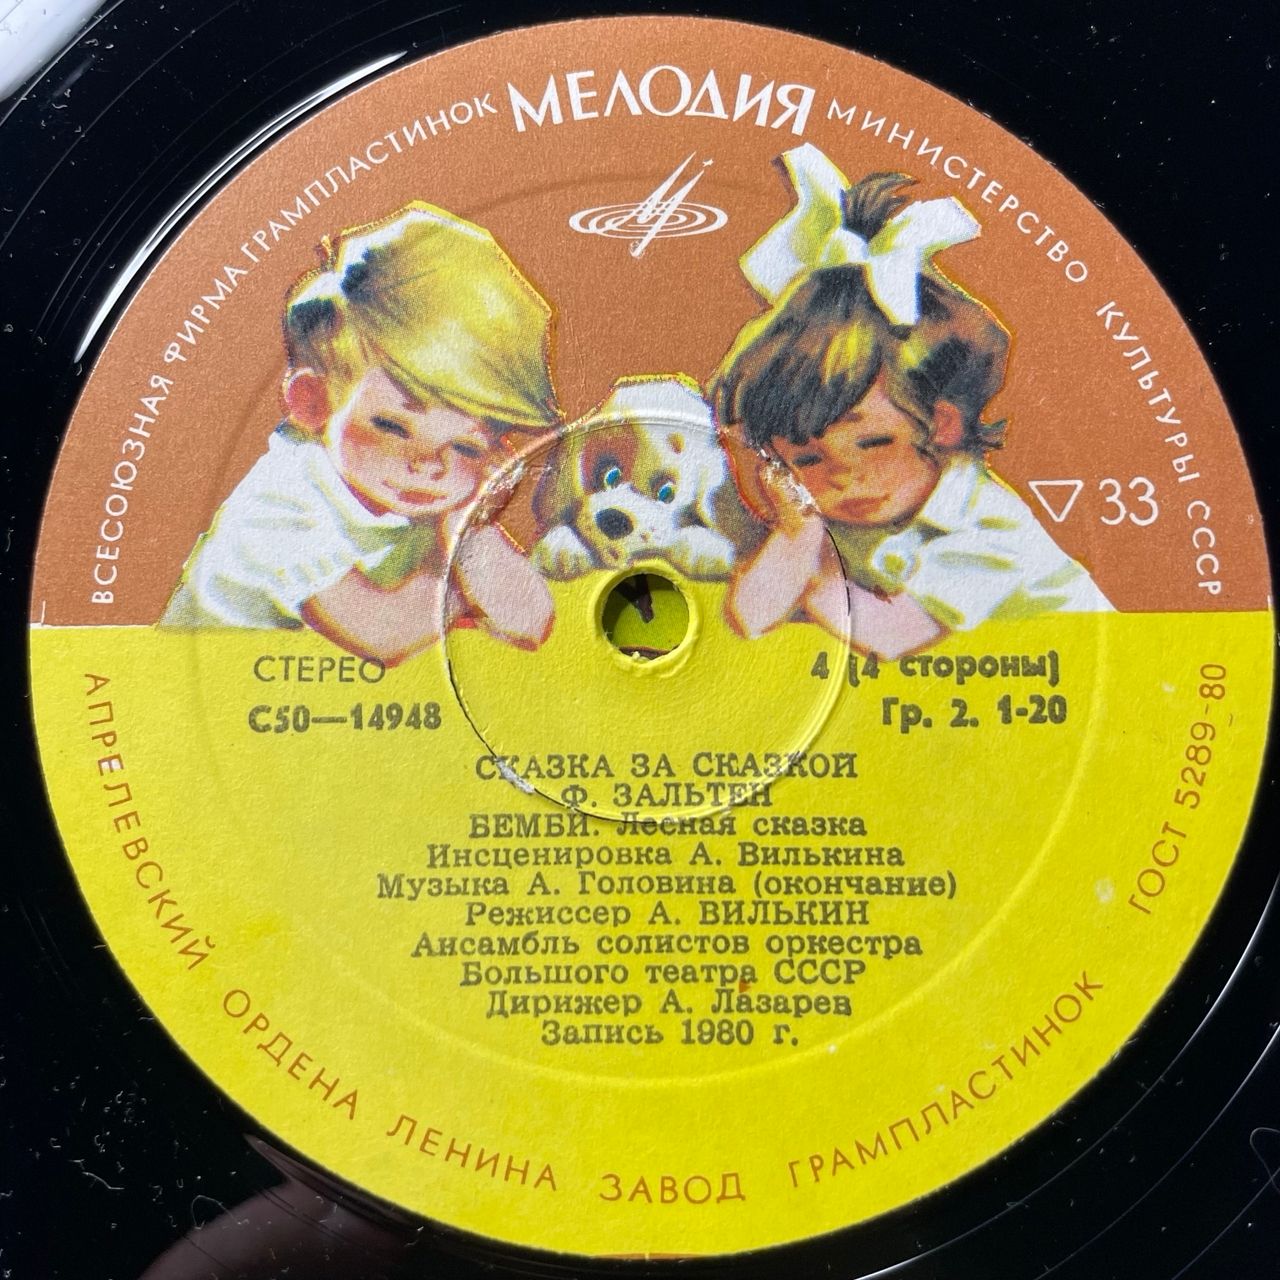 ВСЕСОЮЗНАЯ ФИРМА ГРАМПЛАСТИНОК МЕЛОДИЯ МИНИСТЕРСТВО КУЛЬТУРЫ СССР
▽ 33
СТЕРЕО
4 (4 стороны)
С50—14948
Гр. 2. 1-20
СКАЗКА ЗА СКАЗКОЙ
Ф. ЗАЛЬТЕН
БЕМБИ. Лесная сказка
Инсценировка А. Вилькина
Музыка А. Головина (окончание)
Режиссер А. ВИЛЬКИН
Ансамбль солистов оркестра
Большого театра СССР
Дирижер А. Лазарев
Запись 1980 г.
АПРЕЛЕВСКИЙ ОРДЕНА ЛЕНИНА ЗАВОД ГРАМПЛАСТИНОК
ГОСТ 5289-80